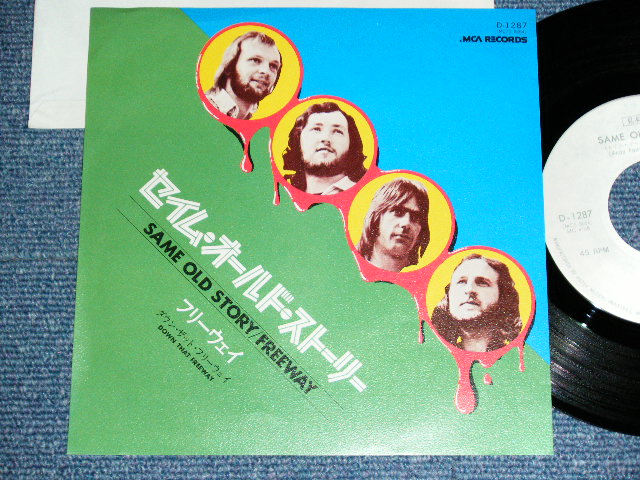 D.1287
MCA RECORDS
セイム・オールド・ストーリー
SAME OLD STORY/FREEWAY
フリーウェイ
ダウン・ザット・フリーウェイ
DOWN THAT FREEWAY
SAME OLD
D-1287
45 RPM